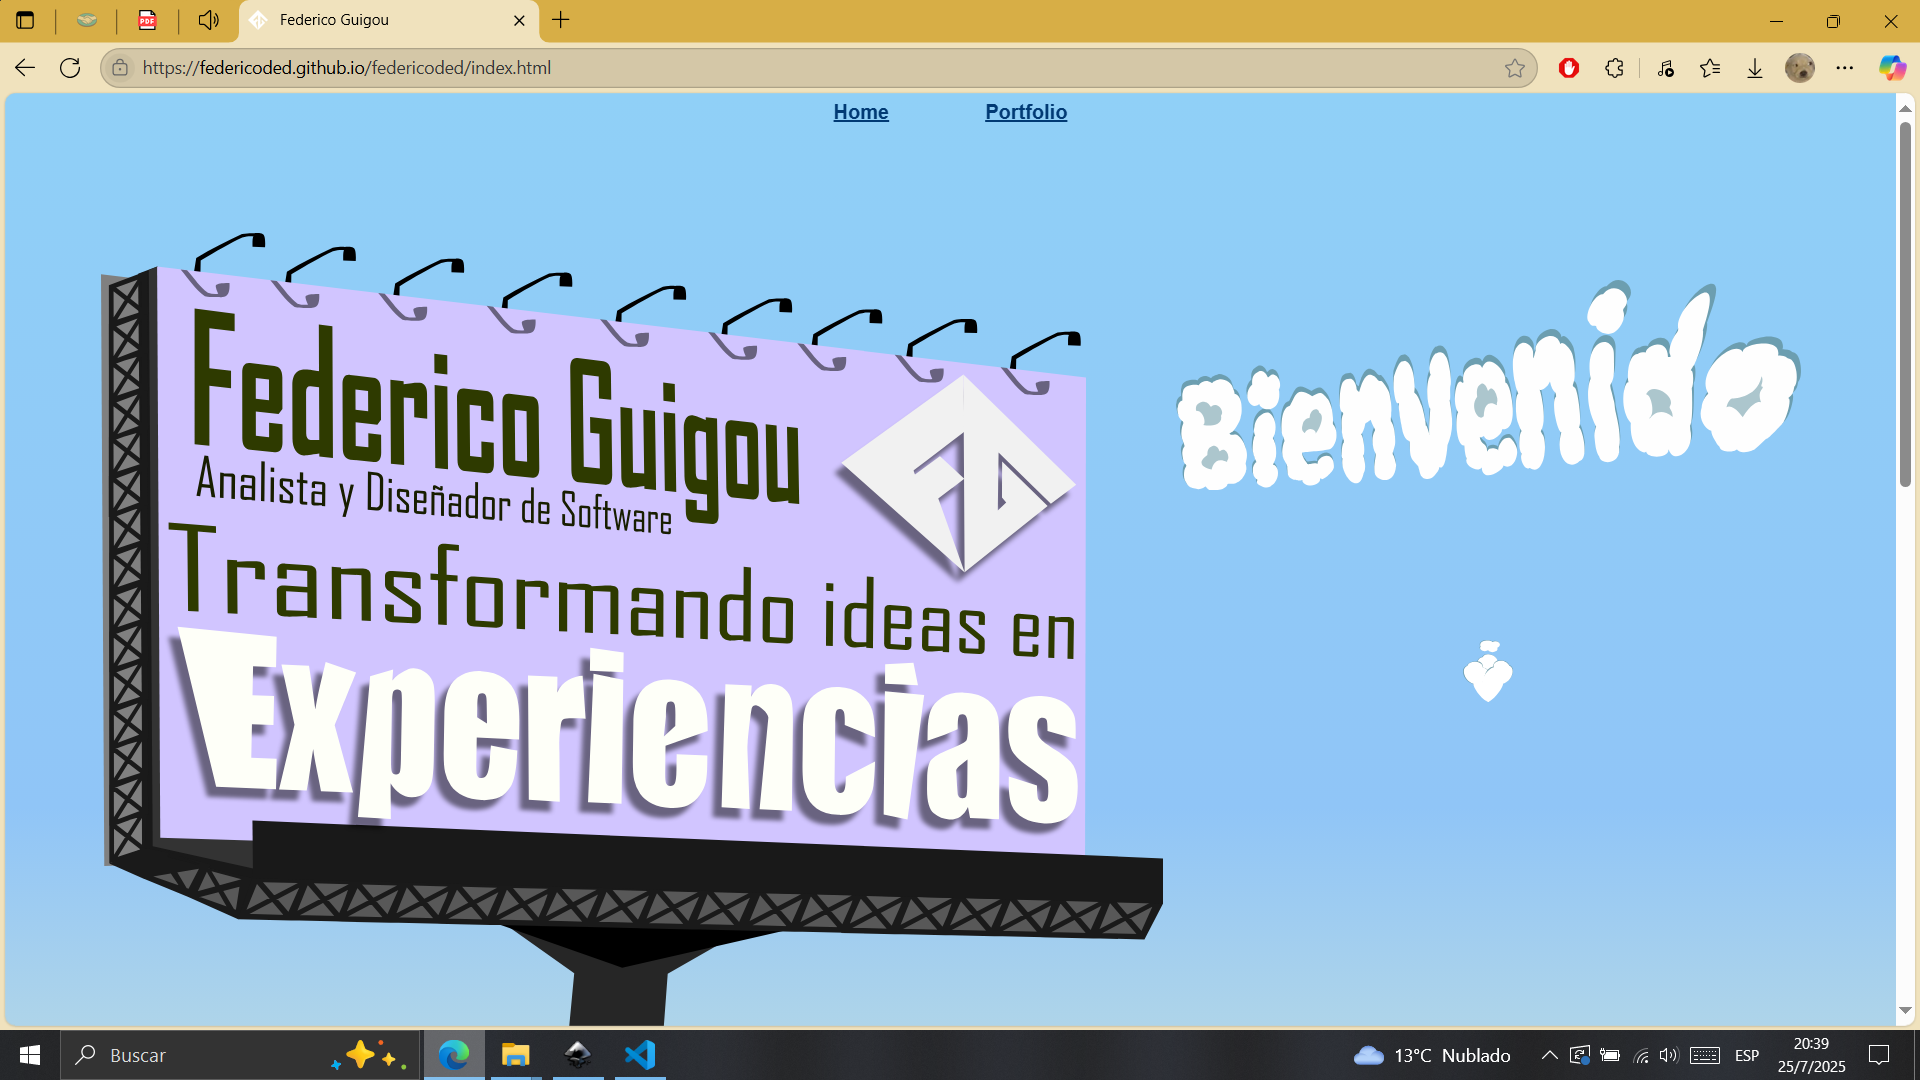 Federico Guigou
https://federicoded.github.io/federicoded/index.html
Home Portfolio
Federico Guigou
Analista y Diseñador de Software
FG
Transformando ideas en
Experiencias
Bienvenido
Buscar
13°C Nublado
ESP
20:39
25/7/2025